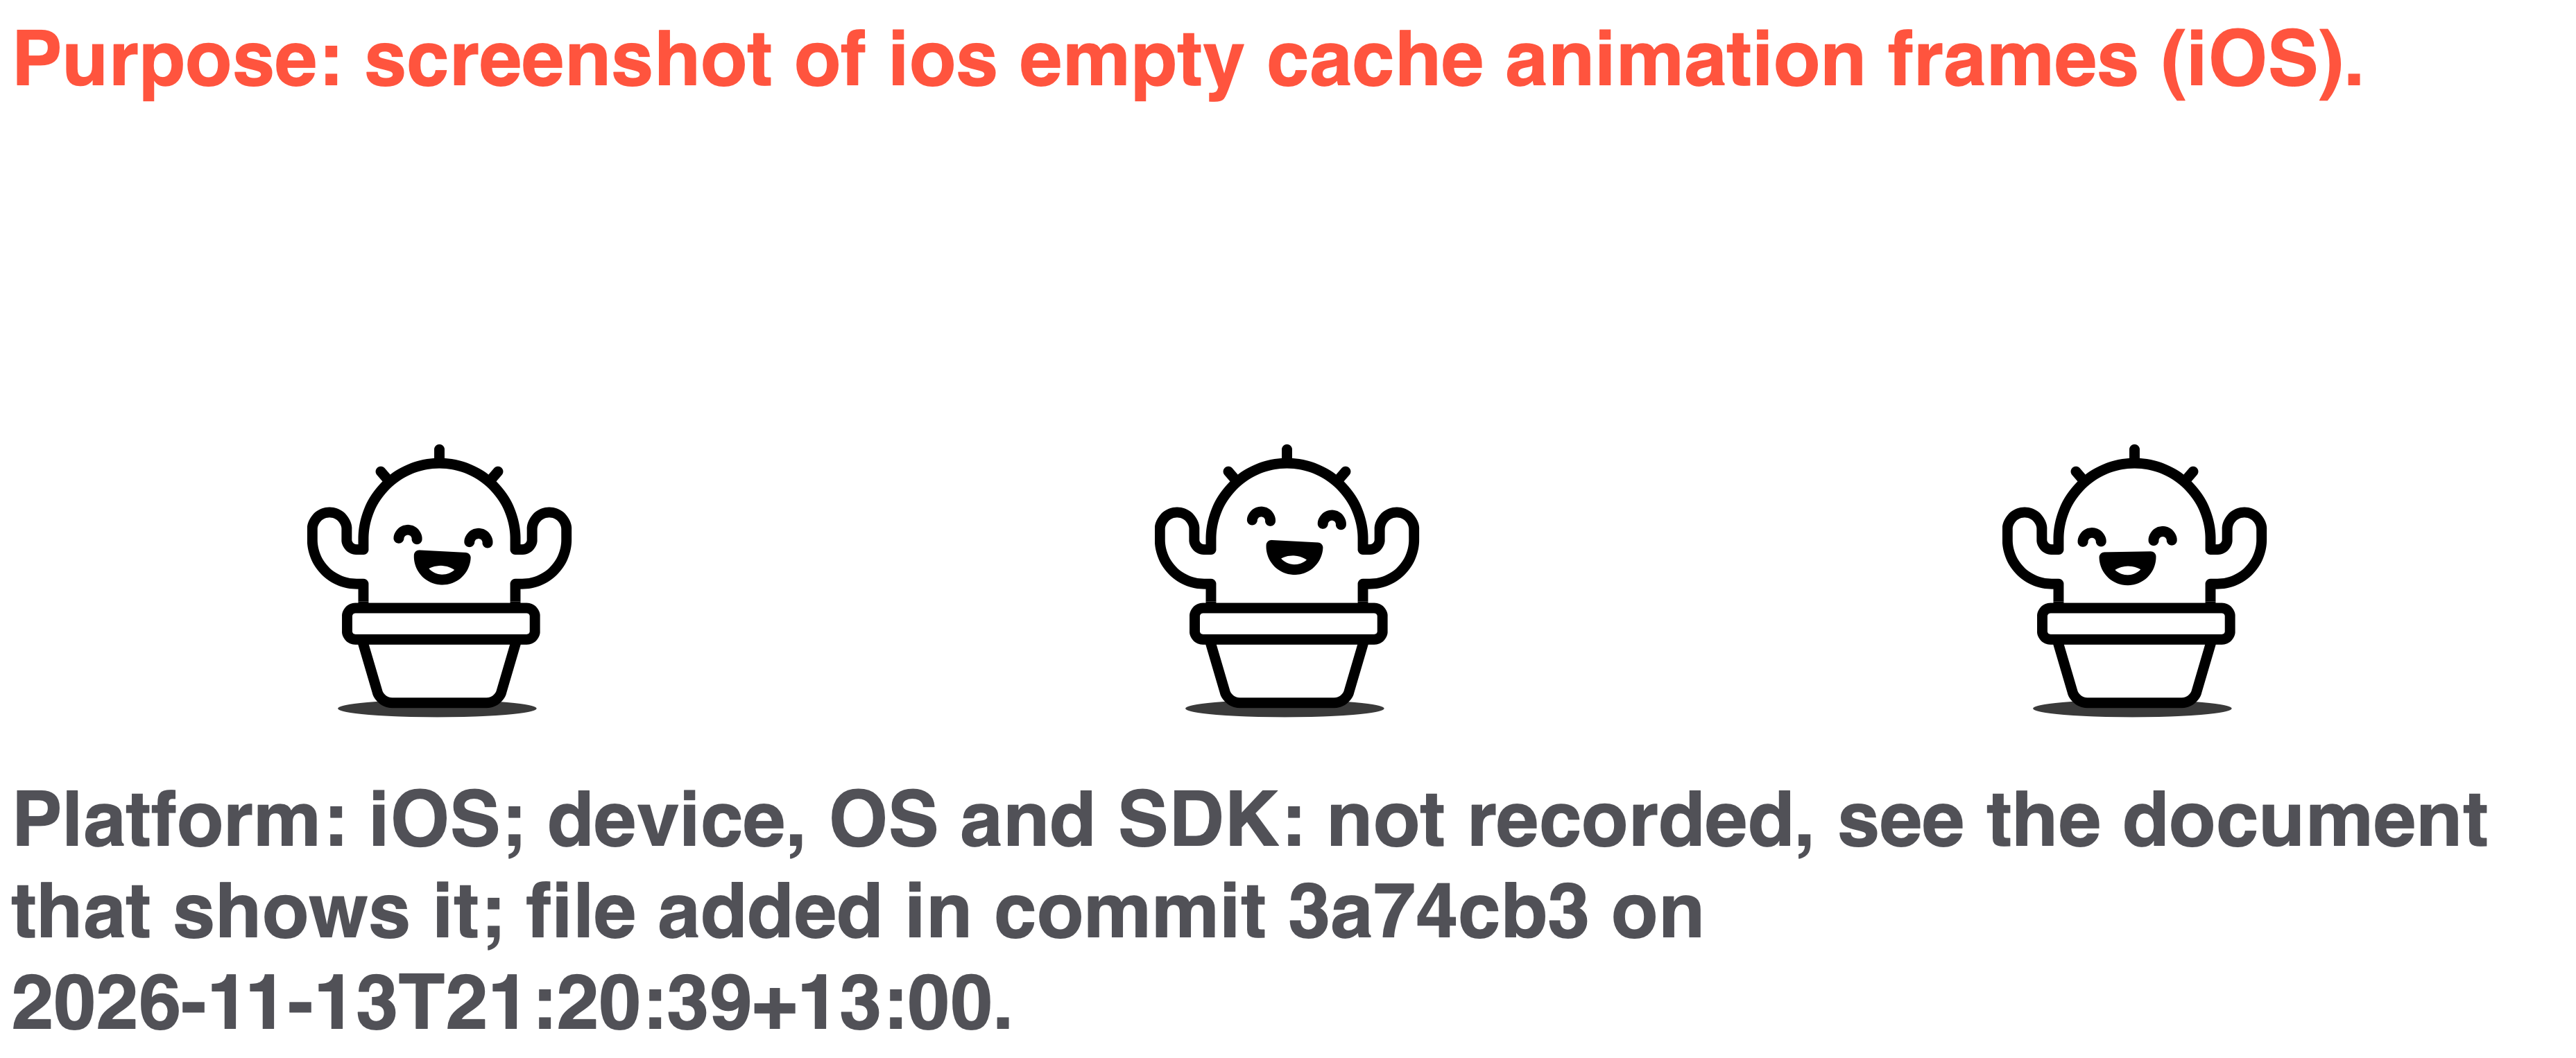 Purpose: screenshot of ios empty cache animation frames (iOS).
Platform: iOS; device, OS and SDK: not recorded, see the document
that shows it; file added in commit 3a74cb3 on
2026-11-13T21:20:39+13:00.